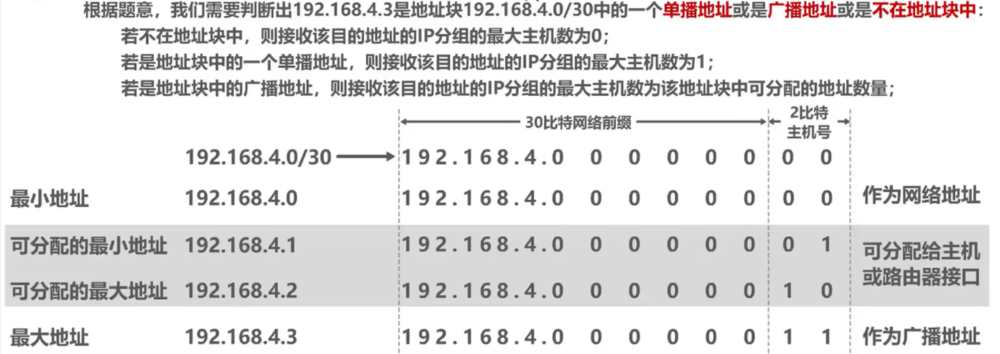 根据题意，我们需要判断出192.168.4.3是地址块192.168.4.0/30中的一个单播地址或是广播地址或是不在地址块中：
若不在地址块中，则接收该目的地址的IP分组的最大主机数为0；
若是地址块中的一个单播地址，则接收该目的地址的IP分组的最大主机数为1；
若是地址块中的广播地址，则接收该目的地址的IP分组的最大主机数为该地址块中可分配的地址数量；
30比特网络前缀 2比特
主机号
192.168.4.0/30 192.168.4.0 0 0 0 0 0 0 0
最小地址 192.168.4.0 192.168.4.0 0 0 0 0 0 0 0 作为网络地址
可分配的最小地址 192.168.4.1 192.168.4.0 0 0 0 0 0 0 1 可分配给主机
可分配的最大地址 192.168.4.2 192.168.4.0 0 0 0 0 0 1 0 或路由器接口
最大地址 192.168.4.3 192.168.4.0 0 0 0 0 0 1 1 作为广播地址